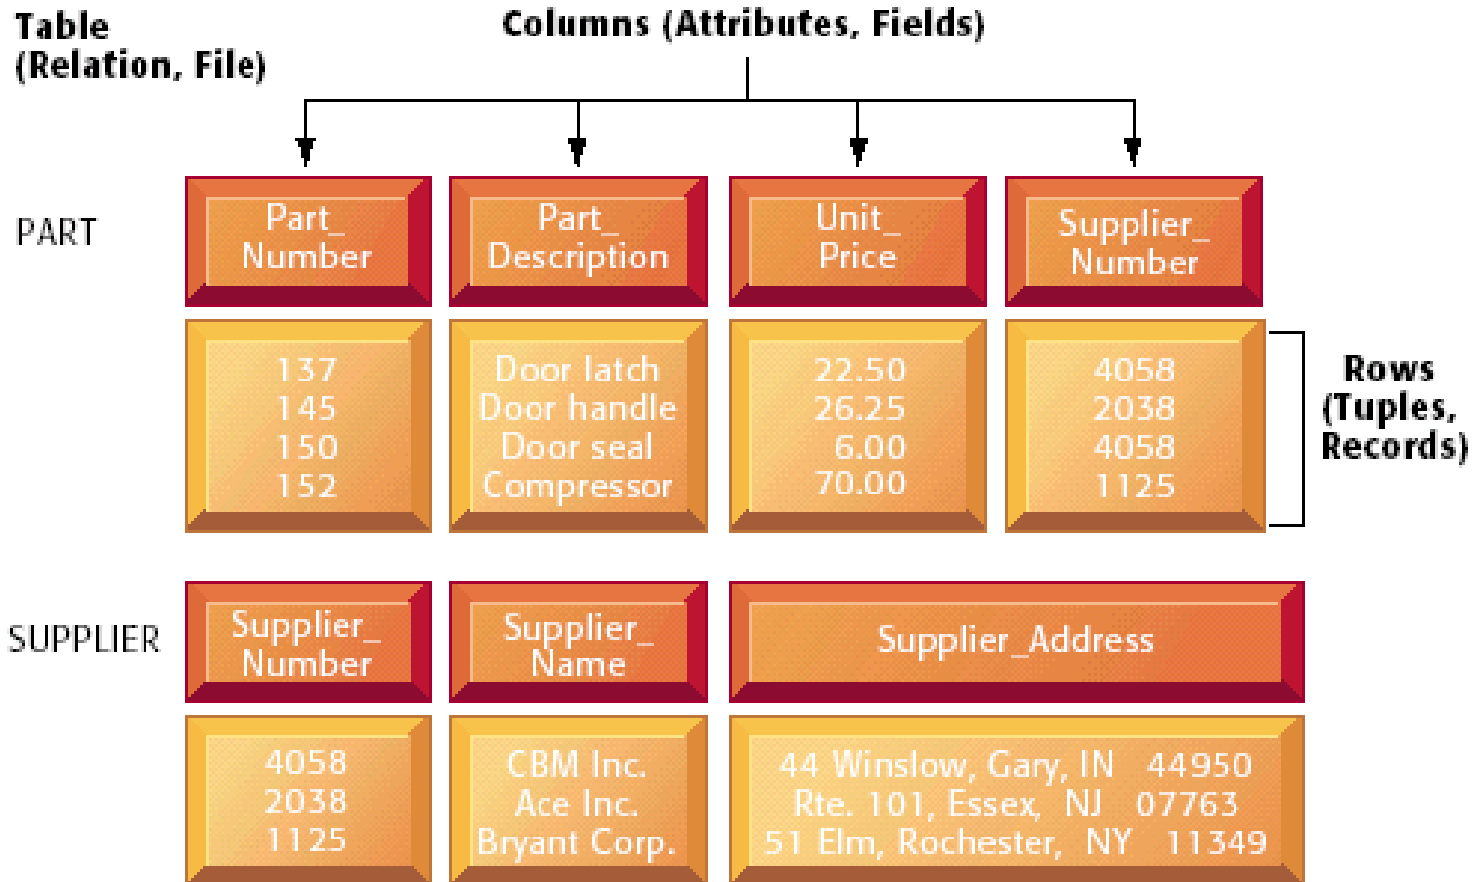 Table
(Relation, File)
Columns (Attributes, Fields)
PART
Part_
Number
Part_
Description
Unit_
Price
Supplier_
Number
137
145
150
152
Door latch
Door handle
Door seal
Compressor
22.50
26.25
6.00
70.00
4058
2038
4058
1125
Rows
(Tuples,
Records)
SUPPLIER
Supplier_
Number
Supplier_
Name
Supplier_Address
4058
2038
1125
CBM Inc.
Ace Inc.
Bryant Corp.
44 Winslow, Gary, IN 44950
Rte. 101, Essex, NJ 07763
51 Elm, Rochester, NY 11349